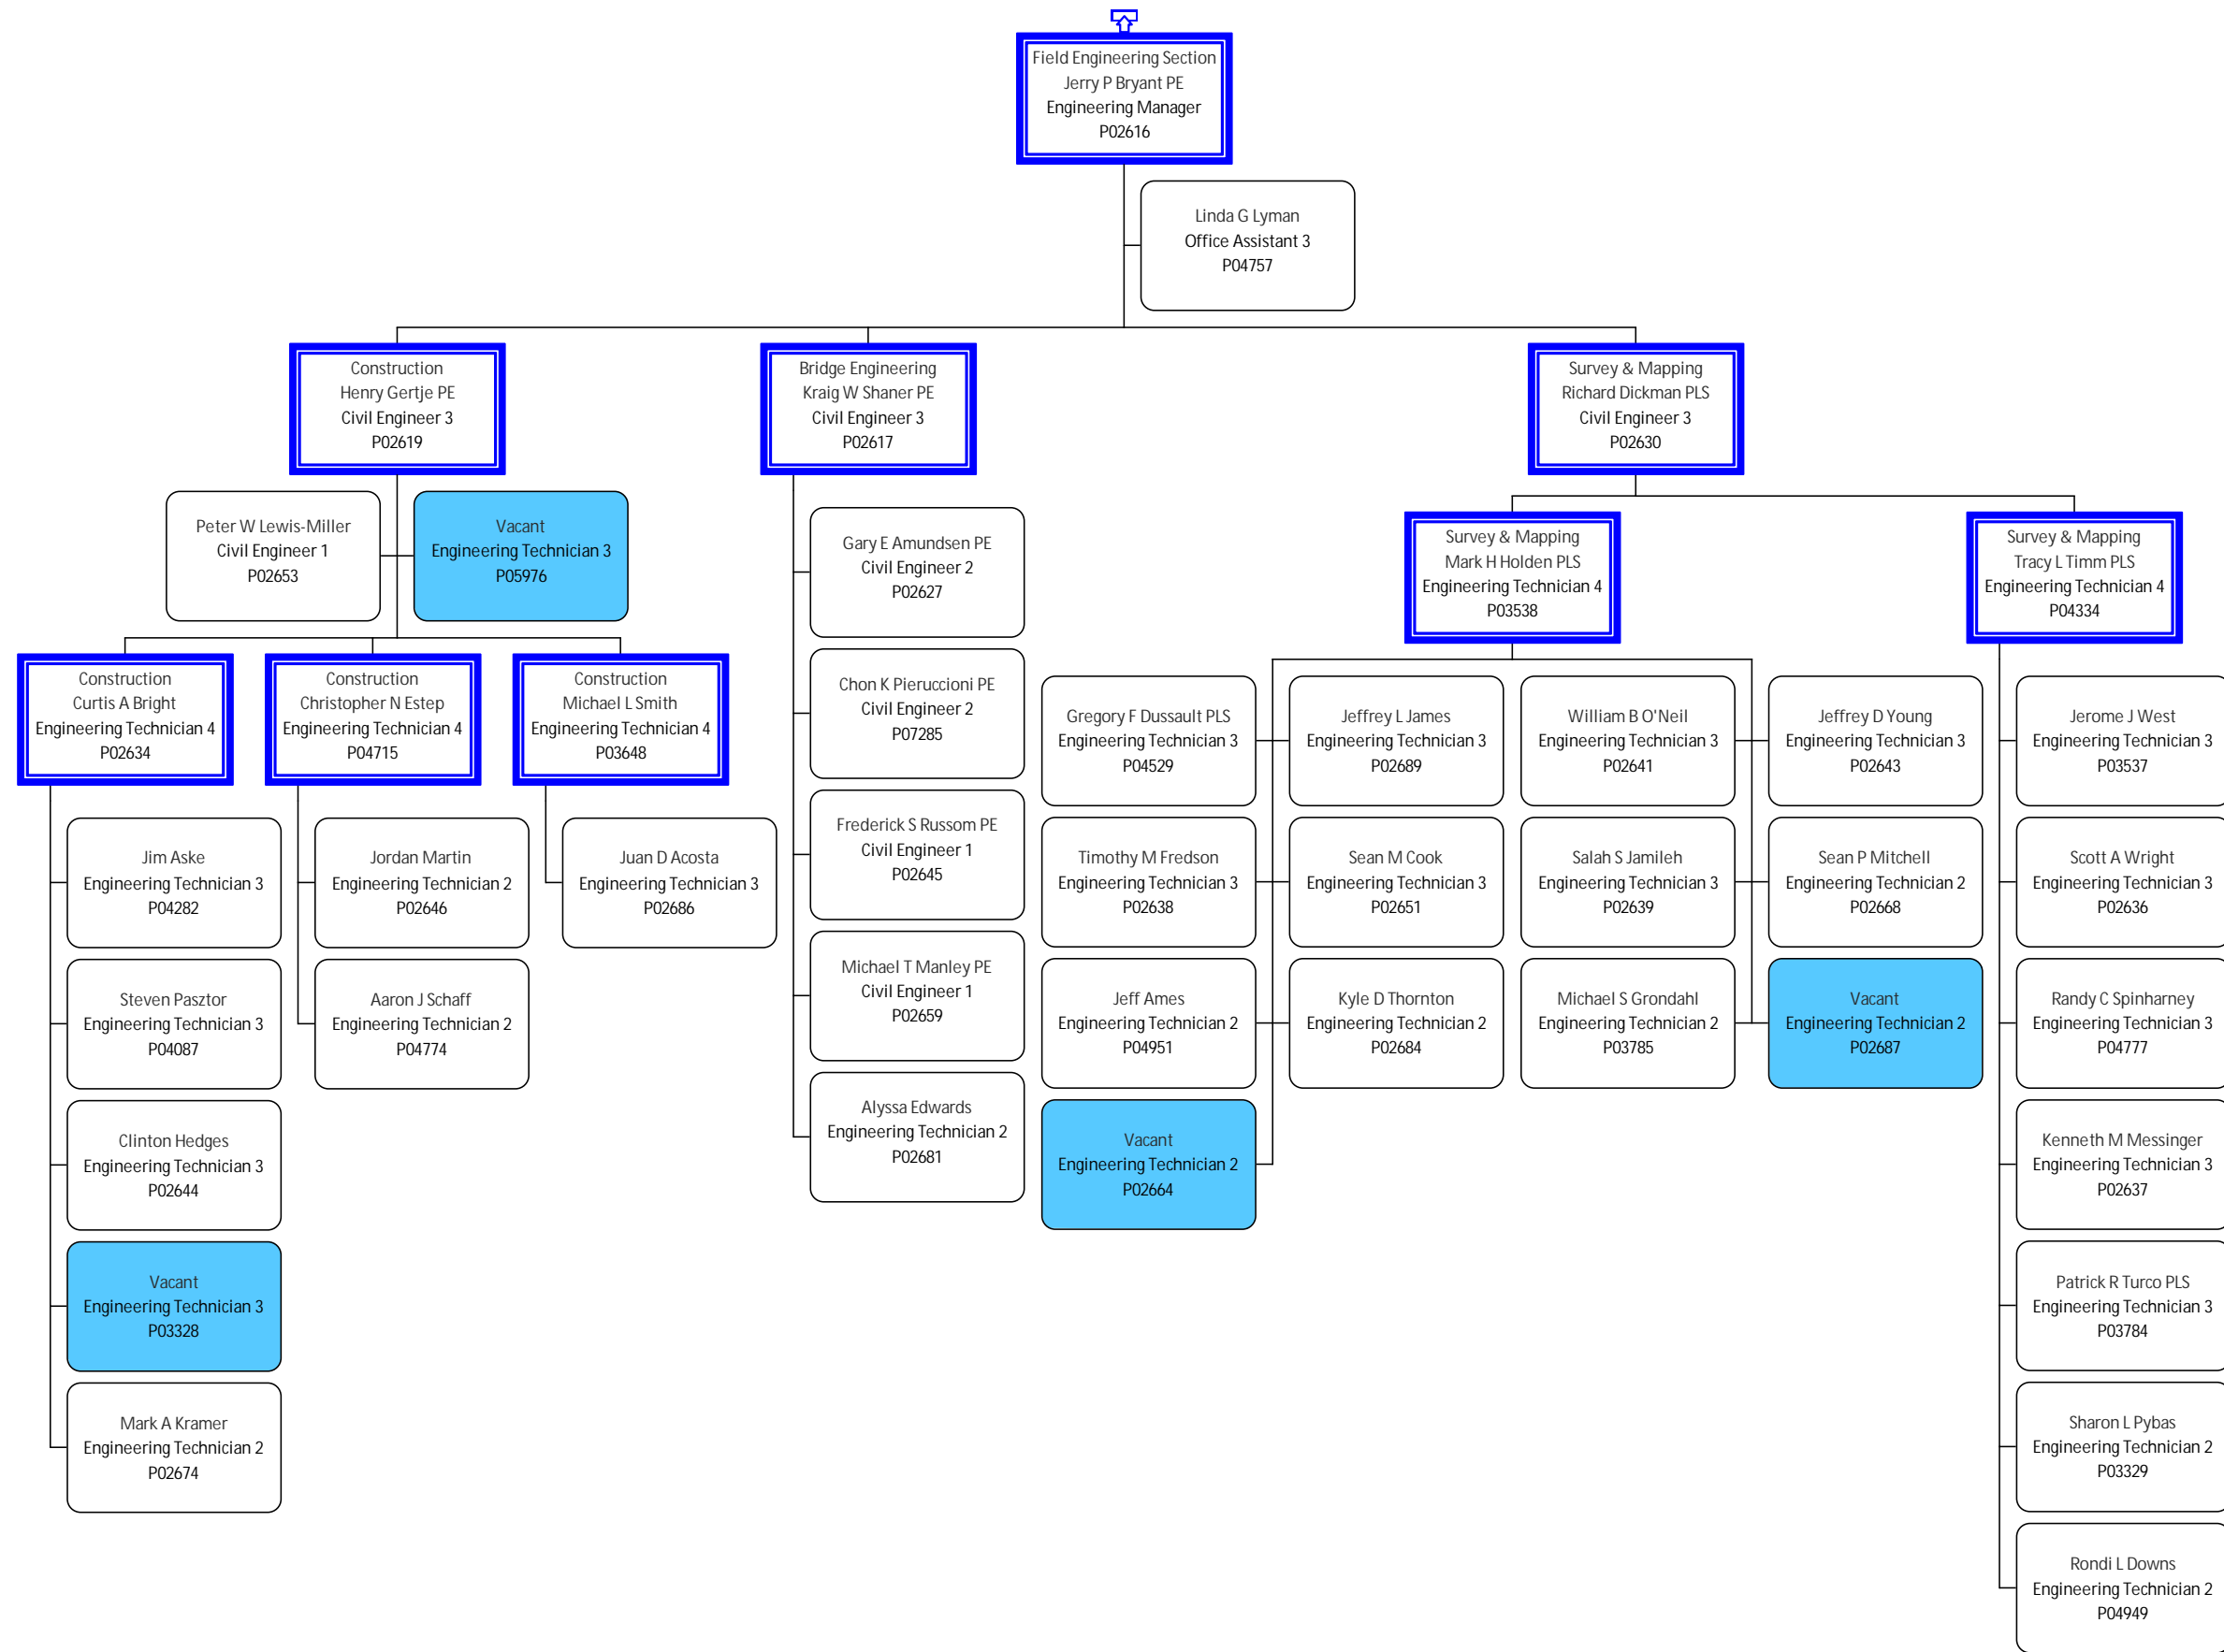 Field Engineering Section
Jerry P Bryant PE
Engineering Manager
P02616
Linda G Lyman
Office Assistant 3
P04757
Construction
Henry Gertje PE
Civil Engineer 3
P02619
Bridge Engineering
Kraig W Shaner PE
Civil Engineer 3
P02617
Survey & Mapping
Richard Dickman PLS
Civil Engineer 3
P02630
Peter W Lewis-Miller
Civil Engineer 1
P02653
Vacant
Engineering Technician 3
P05976
Construction
Curtis A Bright
Engineering Technician 4
P02634
Construction
Christopher N Estep
Engineering Technician 4
P04715
Construction
Michael L Smith
Engineering Technician 4
P03648
Jim Aske
Engineering Technician 3
P04282
Steven Pasztor
Engineering Technician 3
P04087
Clinton Hedges
Engineering Technician 3
P02644
Vacant
Engineering Technician 3
P03328
Mark A Kramer
Engineering Technician 2
P02674
Jordan Martin
Engineering Technician 2
P02646
Aaron J Schaff
Engineering Technician 2
P04774
Juan D Acosta
Engineering Technician 3
P02686
Gary E Amundsen PE
Civil Engineer 2
P02627
Chon K Pieruccioni PE
Civil Engineer 2
P07285
Frederick S Russom PE
Civil Engineer 1
P02645
Michael T Manley PE
Civil Engineer 1
P02659
Alyssa Edwards
Engineering Technician 2
P02681
Survey & Mapping
Mark H Holden PLS
Engineering Technician 4
P03538
Survey & Mapping
Tracy L Timm PLS
Engineering Technician 4
P04334
Gregory F Dussault PLS
Engineering Technician 3
P04529
Jeffrey L James
Engineering Technician 3
P02689
William B O'Neil
Engineering Technician 3
P02641
Jeffrey D Young
Engineering Technician 3
P02643
Timothy M Fredson
Engineering Technician 3
P02638
Sean M Cook
Engineering Technician 3
P02651
Salah S Jamileh
Engineering Technician 3
P02639
Sean P Mitchell
Engineering Technician 2
P02668
Jeff Ames
Engineering Technician 2
P04951
Kyle D Thornton
Engineering Technician 2
P02684
Michael S Grondahl
Engineering Technician 2
P03785
Vacant
Engineering Technician 2
P02687
Vacant
Engineering Technician 2
P02664
Jerome J West
Engineering Technician 3
P03537
Scott A Wright
Engineering Technician 3
P02636
Randy C Spinharney
Engineering Technician 3
P04777
Kenneth M Messinger
Engineering Technician 3
P02637
Patrick R Turco PLS
Engineering Technician 3
P03784
Sharon L Pybas
Engineering Technician 2
P03329
Rondi L Downs
Engineering Technician 2
P04949